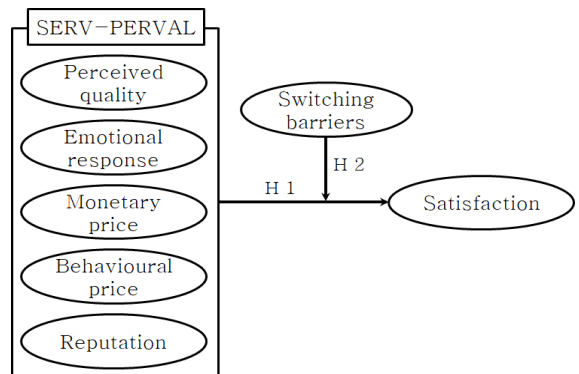 SERV-PERVAL
Perceived
quality
Emotional
response
Monetary
price
Behavioural
price
Reputation
Switching
barriers
H 1
H 2
Satisfaction